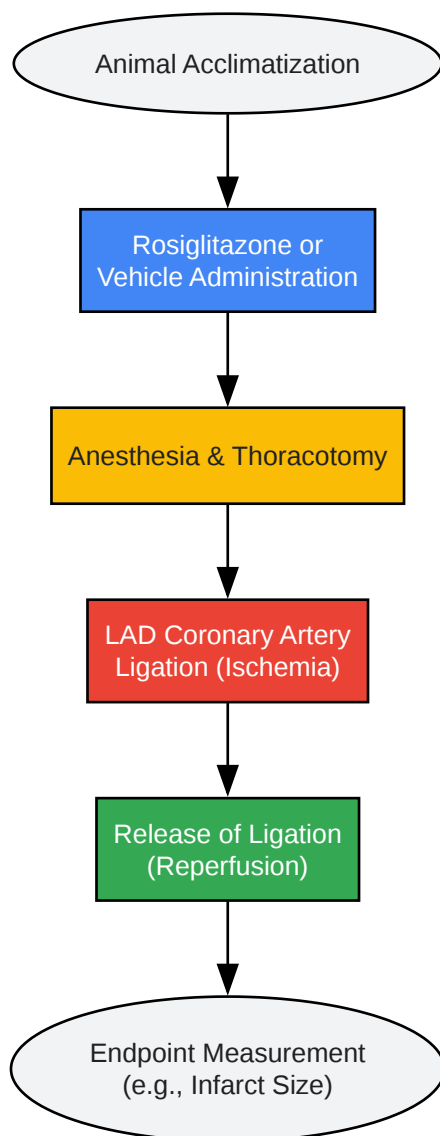 Animal Acclimatization
Rosiglitazone or
Vehicle Administration
Anesthesia & Thoracotomy
LAD Coronary Artery
Ligation (Ischemia)
Release of Ligation
(Reperfusion)
Endpoint Measurement
(e.g., Infarct Size)